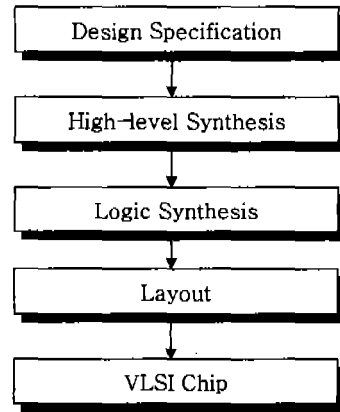 Design Specification
High-level Synthesis
Logic Synthesis
Layout
VLSI Chip